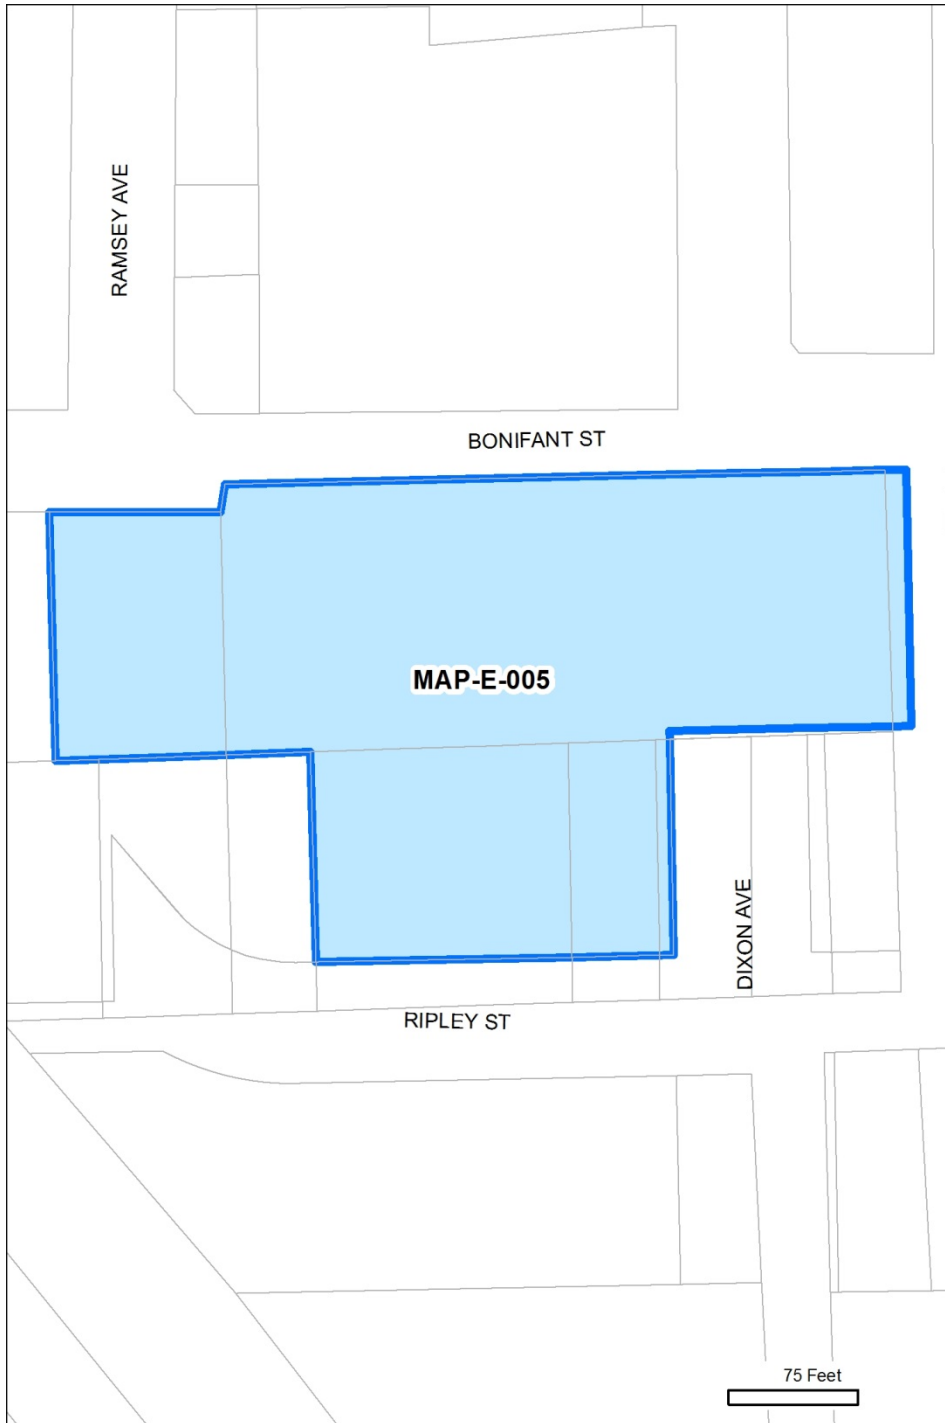 RAMSEY AVE
BONIFANT ST
MAP-E-005
DIXON AVE
RIPLEY ST
75 Feet